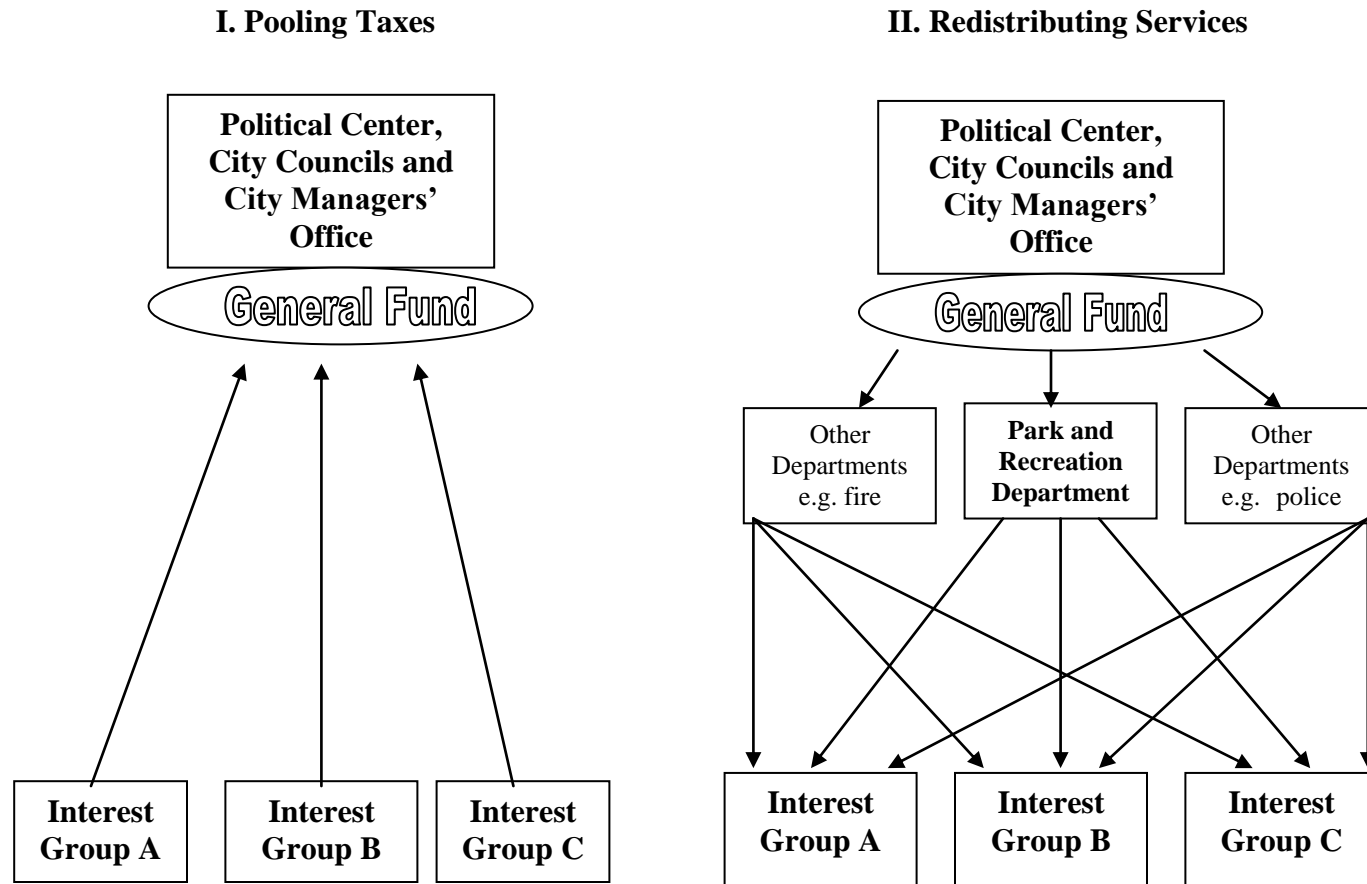 I. Pooling Taxes
Political Center,
City Councils and
City Managers’
Office
General Fund
Interest
Group A
Interest
Group B
Interest
Group C
II. Redistributing Services
Political Center,
City Councils and
City Managers’
Office
General Fund
Other
Departments
e.g. fire
Park and
Recreation
Department
Other
Departments
e.g. police
Interest
Group A
Interest
Group B
Interest
Group C